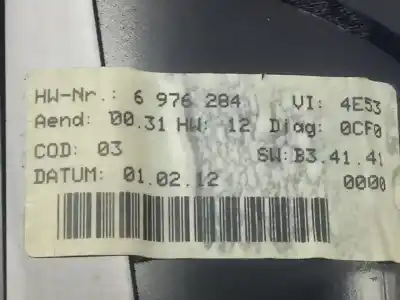 HW-Nr.: 6 976 284 VI: 4E53
Aend: 00.31 HW: 12 Diag: 0CF0
COD: 03 SW:B3.41.41
DATUM: 01.02.12 0000